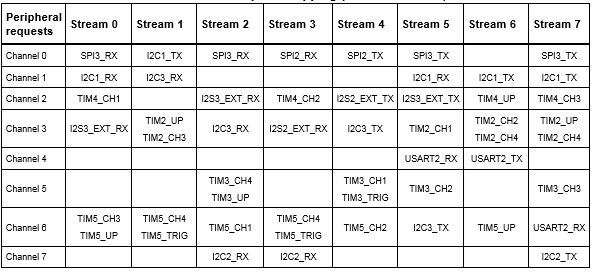 Peripheral requests Stream 0 Stream 1 Stream 2 Stream 3 Stream 4 Stream 5 Stream 6 Stream 7
Channel 0 SPI3_RX I2C1_TX SPI3_RX SPI2_RX SPI2_TX SPI3_TX SPI3_TX
Channel 1 I2C1_RX I2C3_RX I2C1_RX I2C1_TX I2C1_TX
Channel 2 TIM4_CH1 I2S3_EXT_RX TIM4_CH2 I2S2_EXT_TX I2S3_EXT_TX TIM4_UP TIM4_CH3
Channel 3 I2S3_EXT_RX TIM2_UP TIM2_CH3 I2C3_RX I2S2_EXT_RX I2C3_TX TIM2_CH1 TIM2_CH2 TIM2_CH4 TIM2_UP TIM2_CH4
Channel 4 USART2_RX USART2_TX
Channel 5 TIM3_CH4 TIM3_UP TIM3_CH1 TIM3_TRIG TIM3_CH2 TIM3_CH3
Channel 6 TIM5_CH3 TIM5_UP TIM5_CH4 TIM5_TRIG TIM5_CH1 TIM5_CH4 TIM5_TRIG TIM5_CH2 I2C3_TX TIM5_UP USART2_RX
Channel 7 I2C2_RX I2C2_RX I2C2_TX